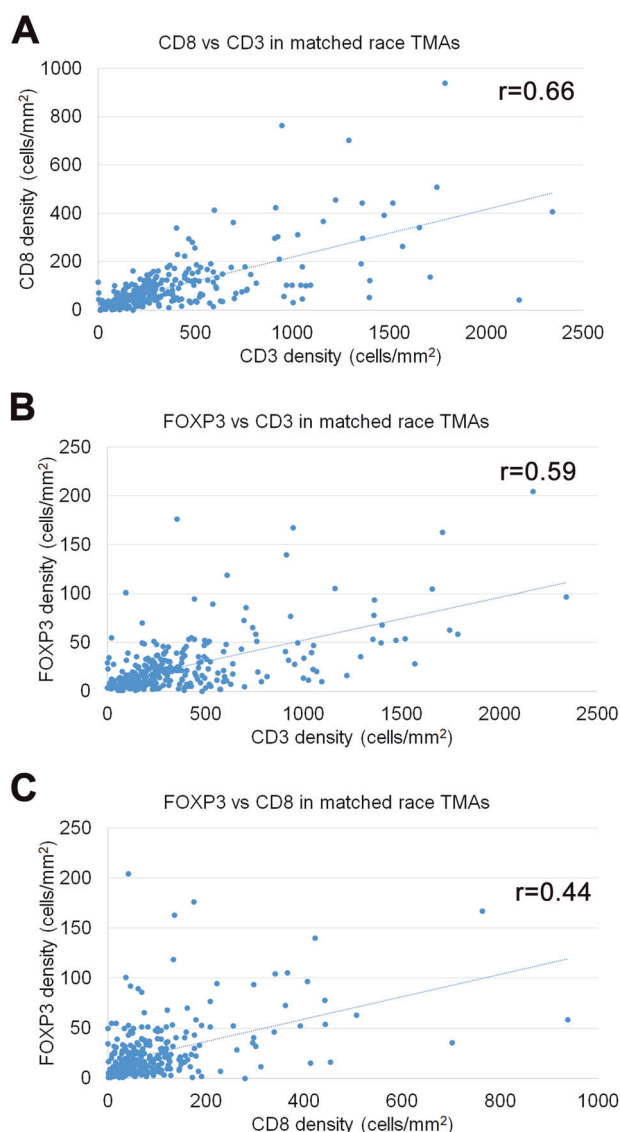 A
CD8 vs CD3 in matched race TMAs
r=0.66
CD8 density (cells/mm²)
1000
800
600
400
200
0
0 500 1000 1500 2000 2500
CD3 density (cells/mm²)
B
FOXP3 vs CD3 in matched race TMAs
r=0.59
FOXP3 density (cells/mm²)
250
200
150
100
50
0
0 500 1000 1500 2000 2500
CD3 density (cells/mm²)
C
FOXP3 vs CD8 in matched race TMAs
r=0.44
FOXP3 density (cells/mm²)
250
200
150
100
50
0
0 200 400 600 800 1000
CD8 density (cells/mm²)